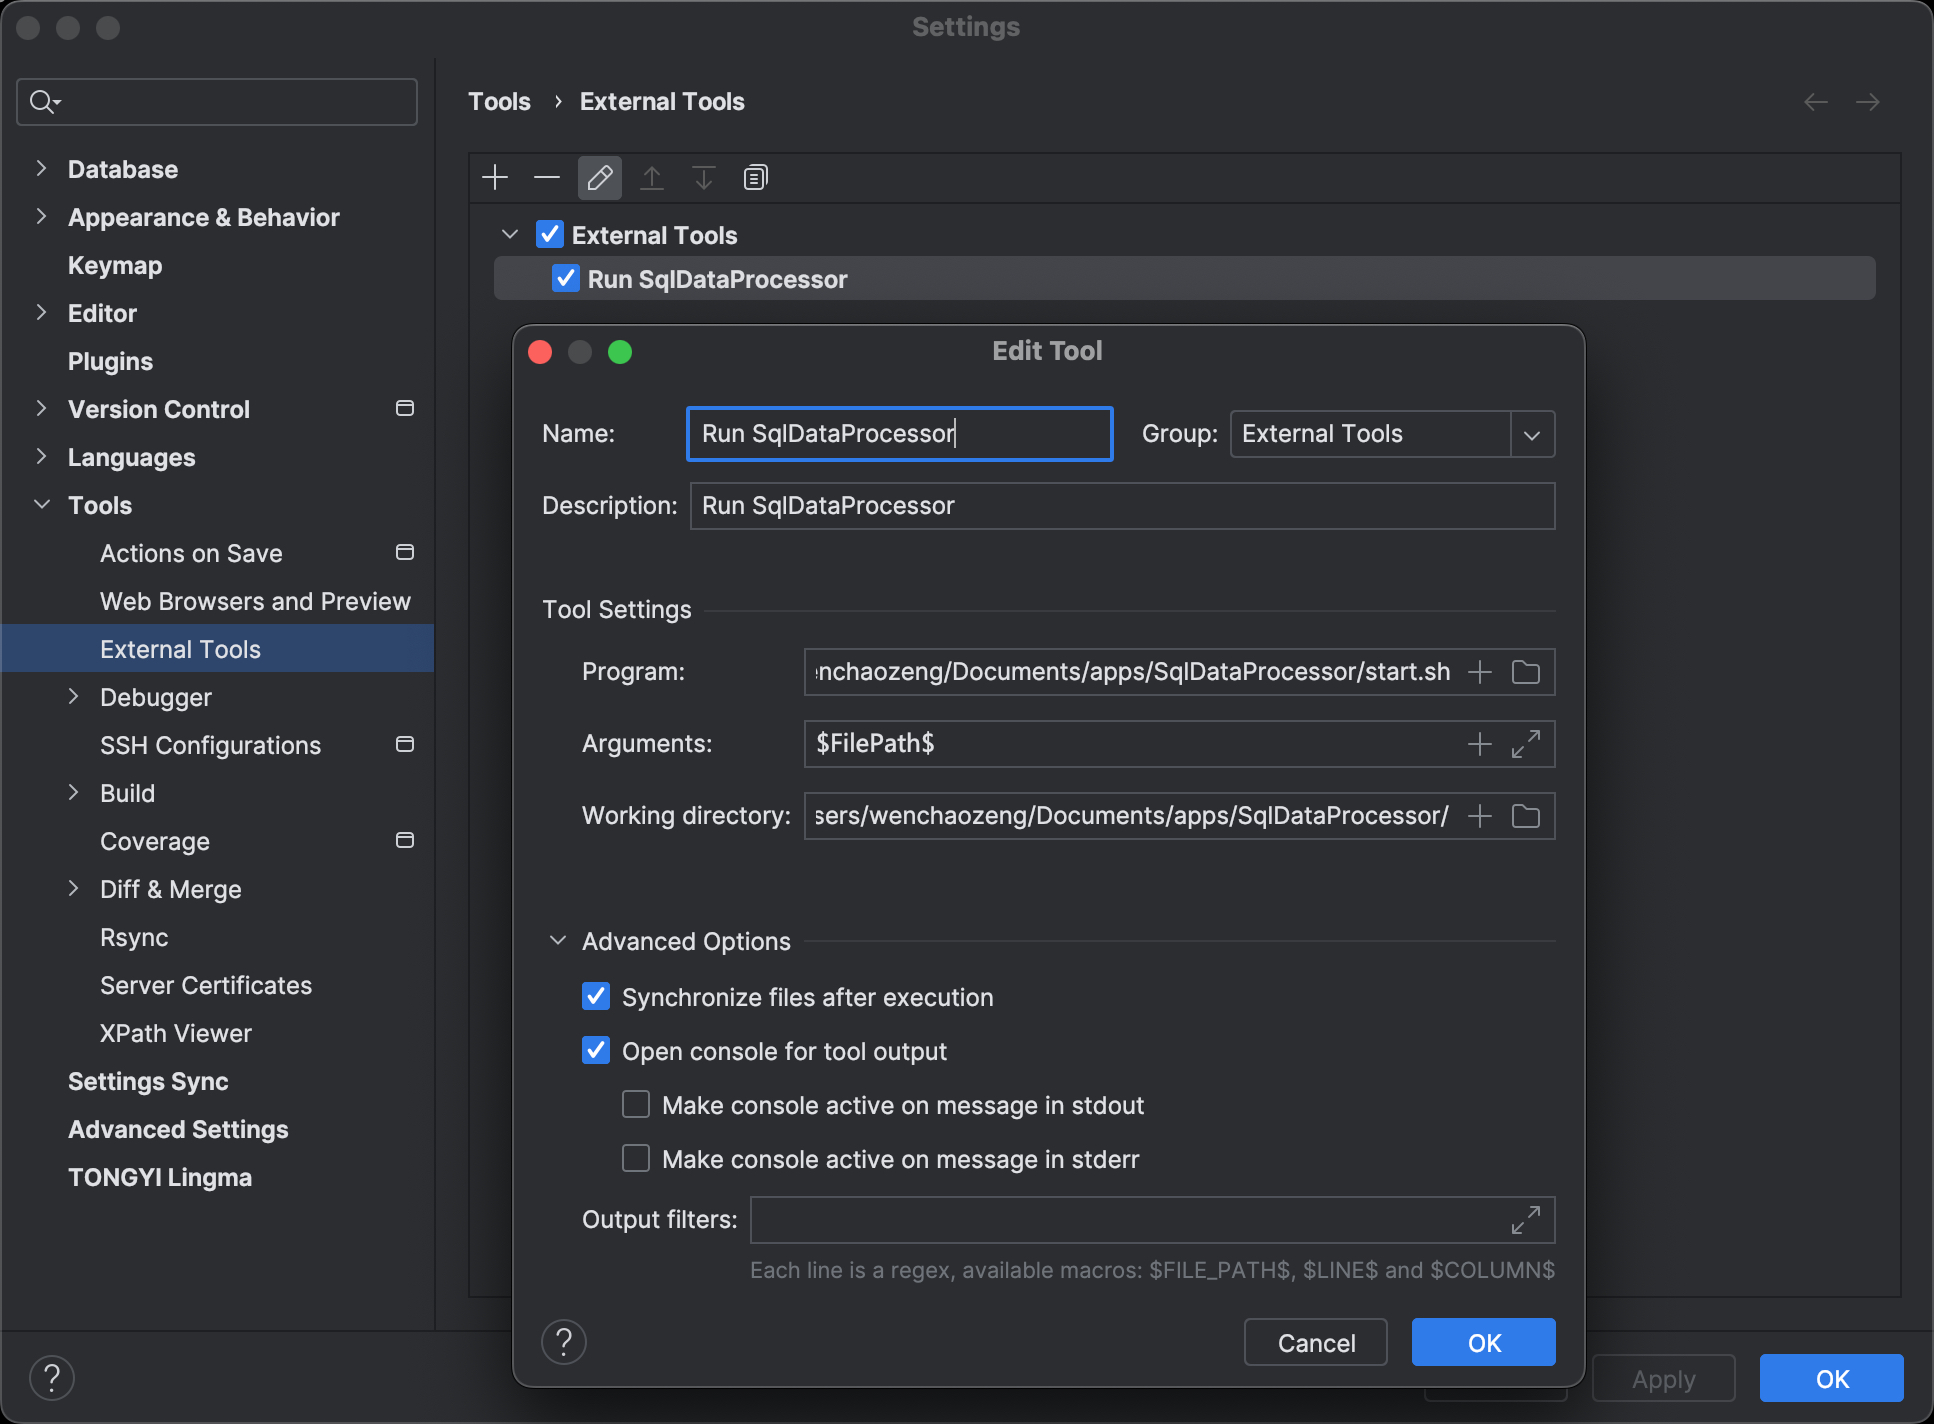 Settings
Tools › External Tools
Database
Appearance & Behavior
Keymap
Editor
Plugins
Version Control
Languages
Tools
Actions on Save
Web Browsers and Preview
External Tools
Debugger
SSH Configurations
Build
Coverage
Diff & Merge
Rsync
Server Certificates
XPath Viewer
Settings Sync
Advanced Settings
TONGYI Lingma
External Tools
Run SqlDataProcessor
Edit Tool
Name: Run SqlDataProcessor Group: External Tools
Description: Run SqlDataProcessor
Tool Settings
Program: enchaozeng/Documents/apps/SqlDataProcessor/start.sh
Arguments: $FilePath$
Working directory: sers/wenchaozeng/Documents/apps/SqlDataProcessor/
Advanced Options
Synchronize files after execution
Open console for tool output
Make console active on message in stdout
Make console active on message in stderr
Output filters:
Each line is a regex, available macros: $FILE_PATH$, $LINE$ and $COLUMN$
? Cancel OK
? Apply OK